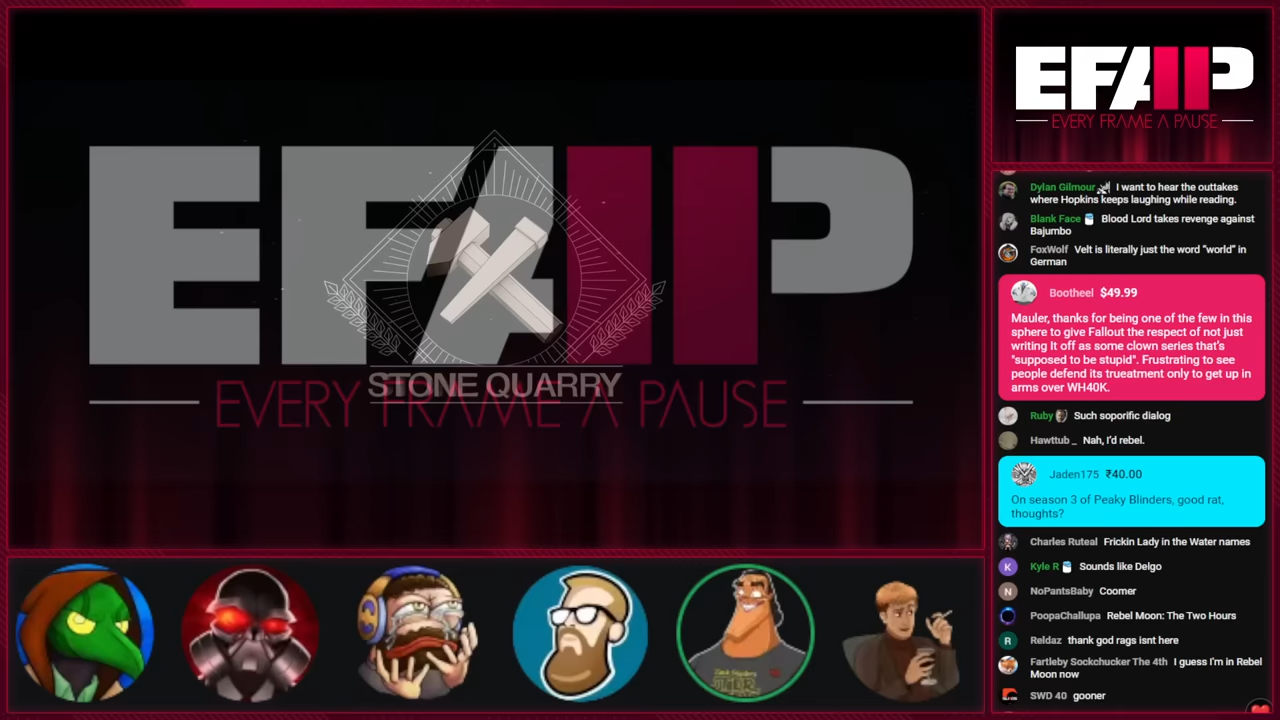 EFAP
EVERY FRAME A PAUSE
STONE QUARRY
EFAP
EVERY FRAME A PAUSE
Dylan Gilmour I want to hear the outtakes
where Hopkins keeps laughing while reading.
Blank Face Blood Lord takes revenge against
Bajumbo
FoxWolf Velt is literally just the word "world" in
German
Bootheel $49.99
Mauler, thanks for being one of the few in this
sphere to give Fallout the respect of not just
writing it off as some clown series that's
"supposed to be stupid". Frustrating to see
people defend its trueatment only to get up in
arms over WH40K.
Ruby Such soporific dialog
Hawttub _ Nah, I'd rebel.
Jaden175 ₹40.00
On season 3 of Peaky Blinders, good rat,
thoughts?
Charles Ruteal Frickin Lady in the Water names
K
Kyle R Sounds like Delgo
N
NoPantsBaby Coomer
PoopaChallupa Rebel Moon: The Two Hours
R
Reldaz thank god rags isnt here
Fartleby Sockchucker The 4th I guess I'm in Rebel
Moon now
SWD 40 gooner